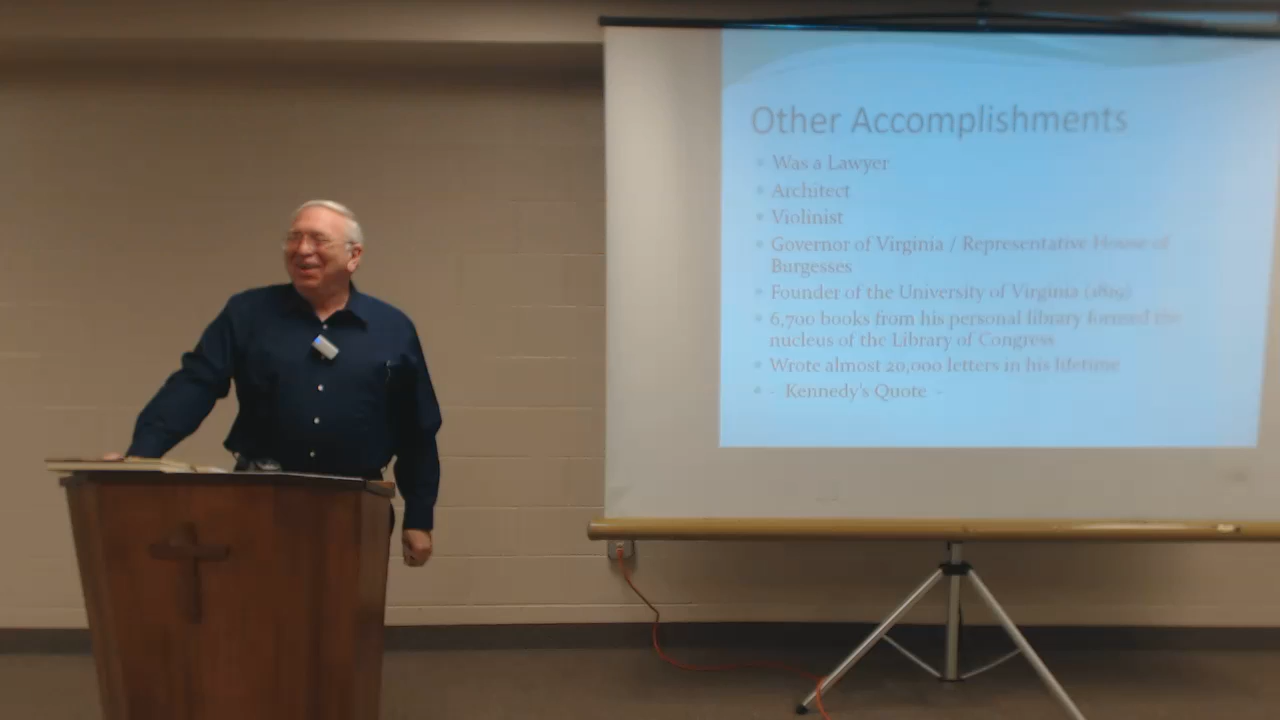 Other Accomplishments
Was a Lawyer
Architect
Violinist
Governor of Virginia / Representative House of
Burgesses
Founder of the University of Virginia (1819)
6,700 books from his personal library formed the
nucleus of the Library of Congress
Wrote almost 20,000 letters in his lifetime
- Kennedy's Quote -